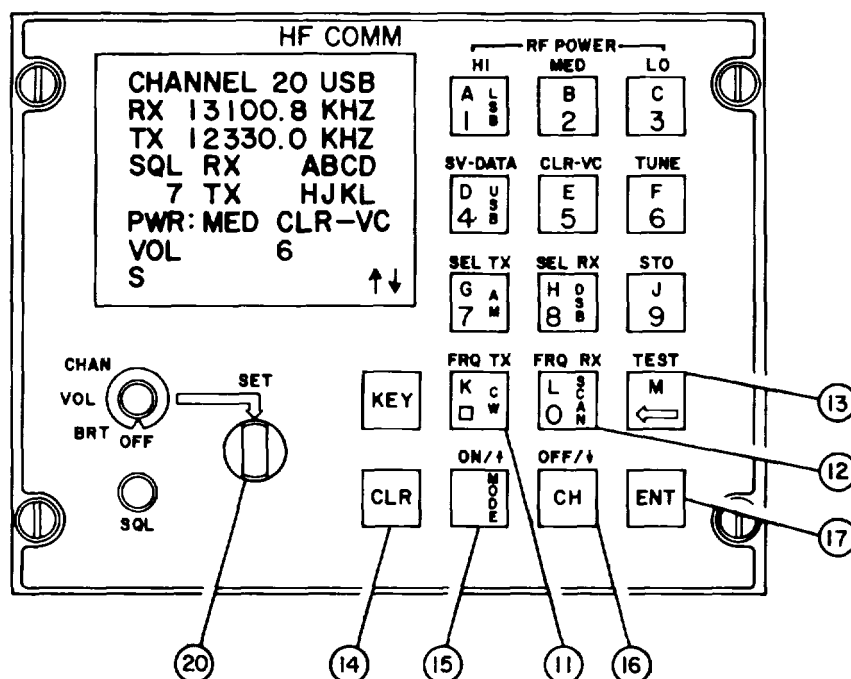 HF COMM
CHANNEL 20 USB
RX 13100.8 KHZ
TX 12330.0 KHZ
SQL RX ABCD
7 TX HJKL
PWR: MED CLR-VC
VOL 6
S ↑↓
RF POWER
HI MED LO
A LSB 1
B 2
C 3
SV-DATA CLR-VC TUNE
D USB 4
E 5
F 6
SEL TX SEL RX STO
G AM 7
H DSB 8
J 9
FRQ TX FRQ RX TEST
KEY
K CW □
L SCAN 0
M ⇦
ON/↑ OFF/↓
CLR
MODE
CH
ENT
CHAN
VOL
BRT OFF
SET
SQL
13
12
17
20 14 15 11 16